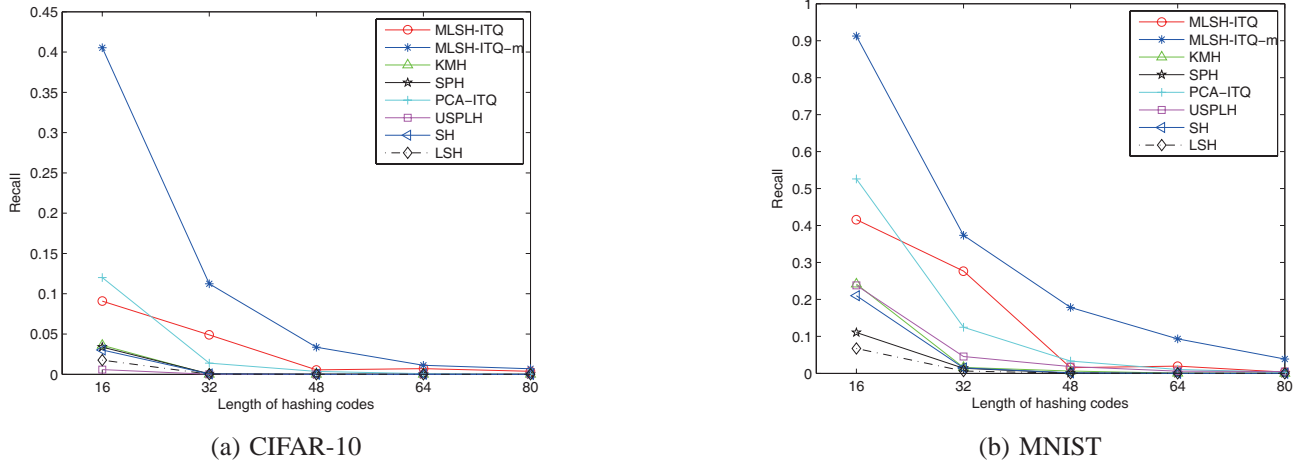 0.45
0.4
0.35
0.3
0.25
0.2
0.15
0.1
0.05
0
Recall
16
32
48
64
80
Length of hashing codes
MLSH-ITQ
MLSH-ITQ-m
KMH
SPH
PCA-ITQ
USPLH
SH
LSH
(a) CIFAR-10
1
0.9
0.8
0.7
0.6
0.5
0.4
0.3
0.2
0.1
0
Recall
16
32
48
64
80
Length of hashing codes
MLSH-ITQ
MLSH-ITQ-m
KMH
SPH
PCA-ITQ
USPLH
SH
LSH
(b) MNIST